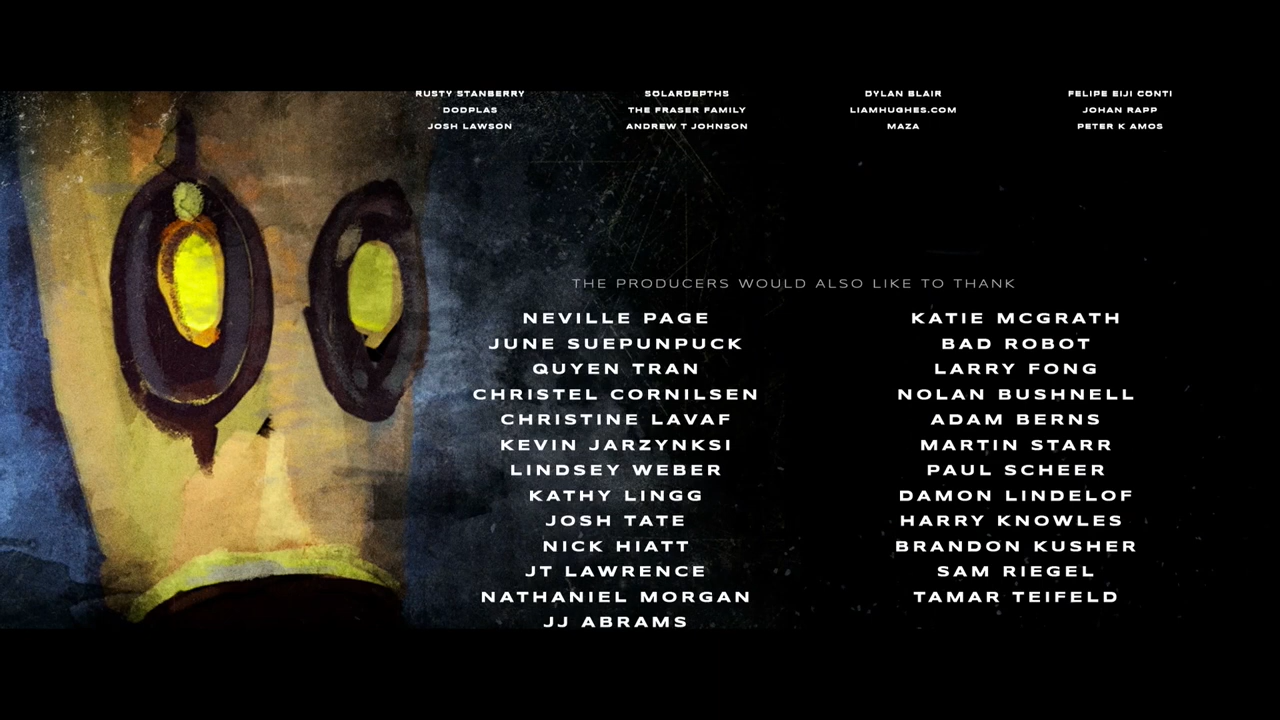 RUSTY STANBERRY SOLARDEPTHS DYLAN BLAIR FELIPE EIJI CONTI
DODPLAS THE FRASER FAMILY LIAMHUGHES.COM JOHAN RAPP
JOSH LAWSON ANDREW T JOHNSON MAZA PETER K AMOS
THE PRODUCERS WOULD ALSO LIKE TO THANK
NEVILLE PAGE KATIE MCGRATH
JUNE SUEPUNPUCK BAD ROBOT
QUYEN TRAN LARRY FONG
CHRISTEL CORNILSEN NOLAN BUSHNELL
CHRISTINE LAVAF ADAM BERNS
KEVIN JARZYNKSI MARTIN STARR
LINDSEY WEBER PAUL SCHEER
KATHY LINGG DAMON LINDELOF
JOSH TATE HARRY KNOWLES
NICK HIATT BRANDON KUSHER
JT LAWRENCE SAM RIEGEL
NATHANIEL MORGAN TAMAR TEIFELD
JJ ABRAMS